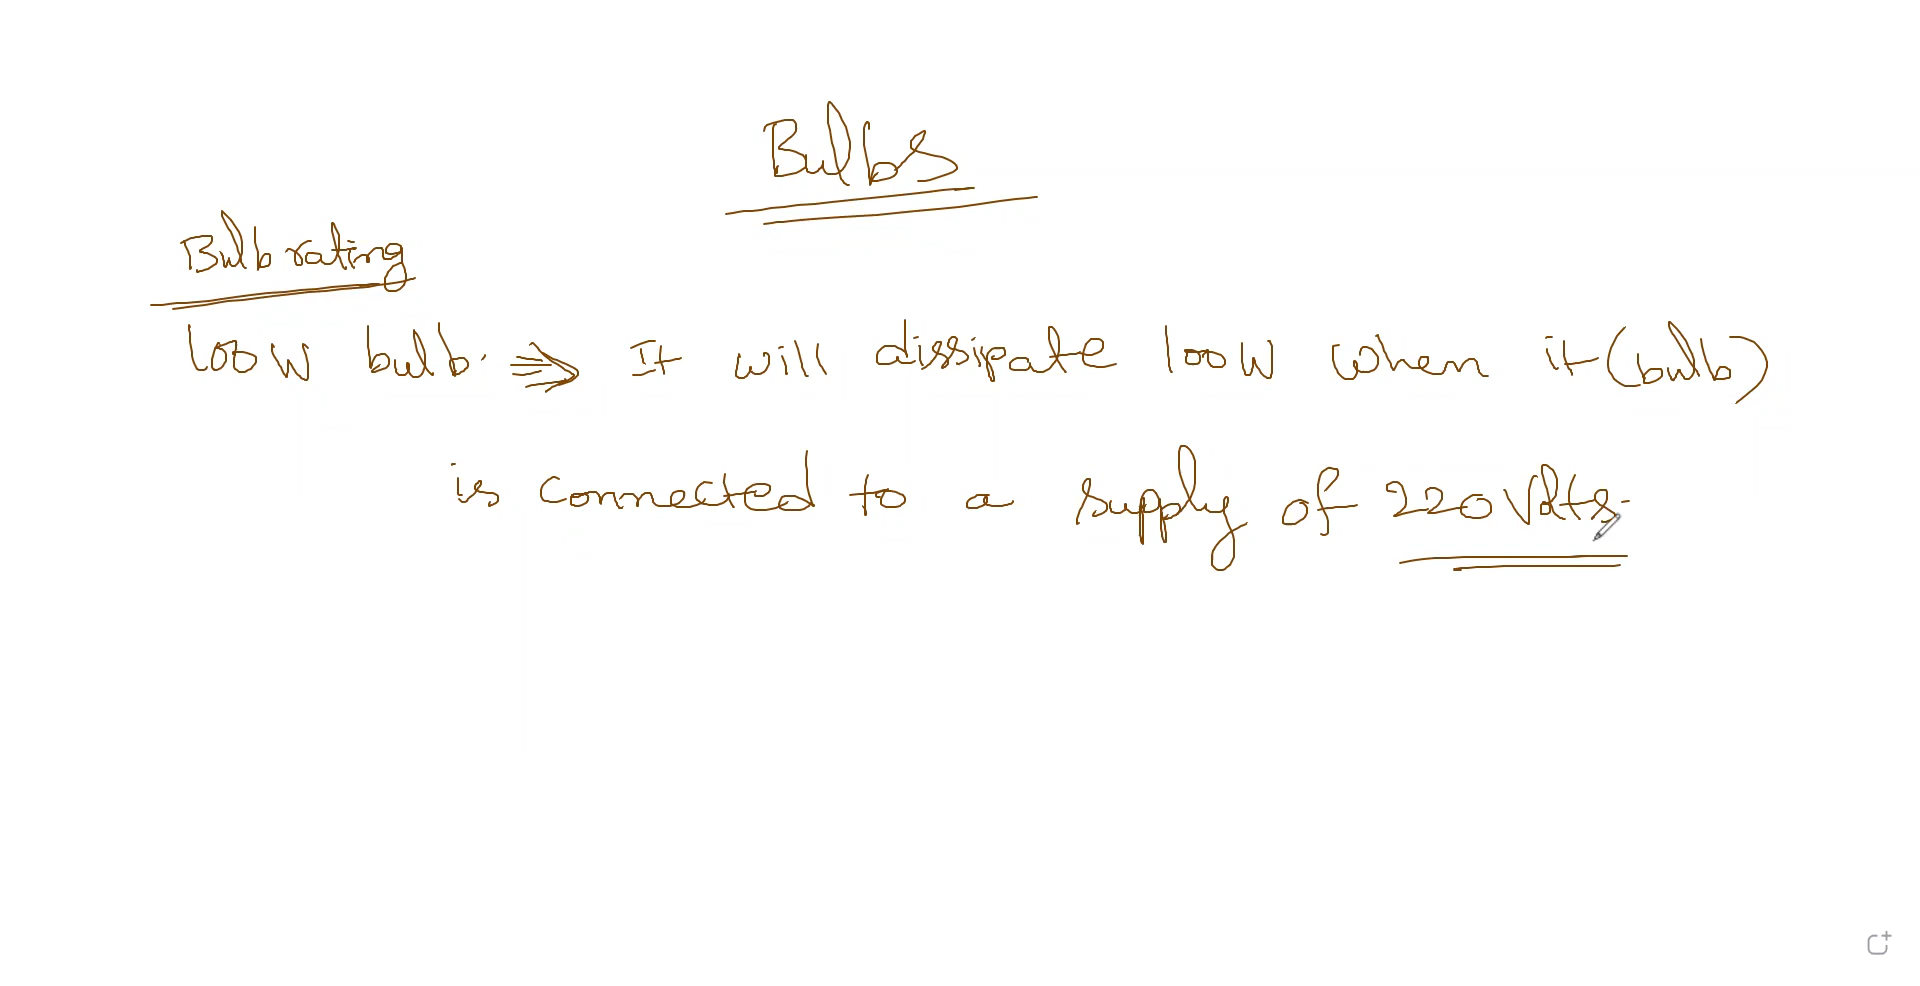 Bulbs
Bulb rating
100W bulb. ⇒ It will dissipate 100W when it (bulb)
is connected to a supply of 220 Volts.